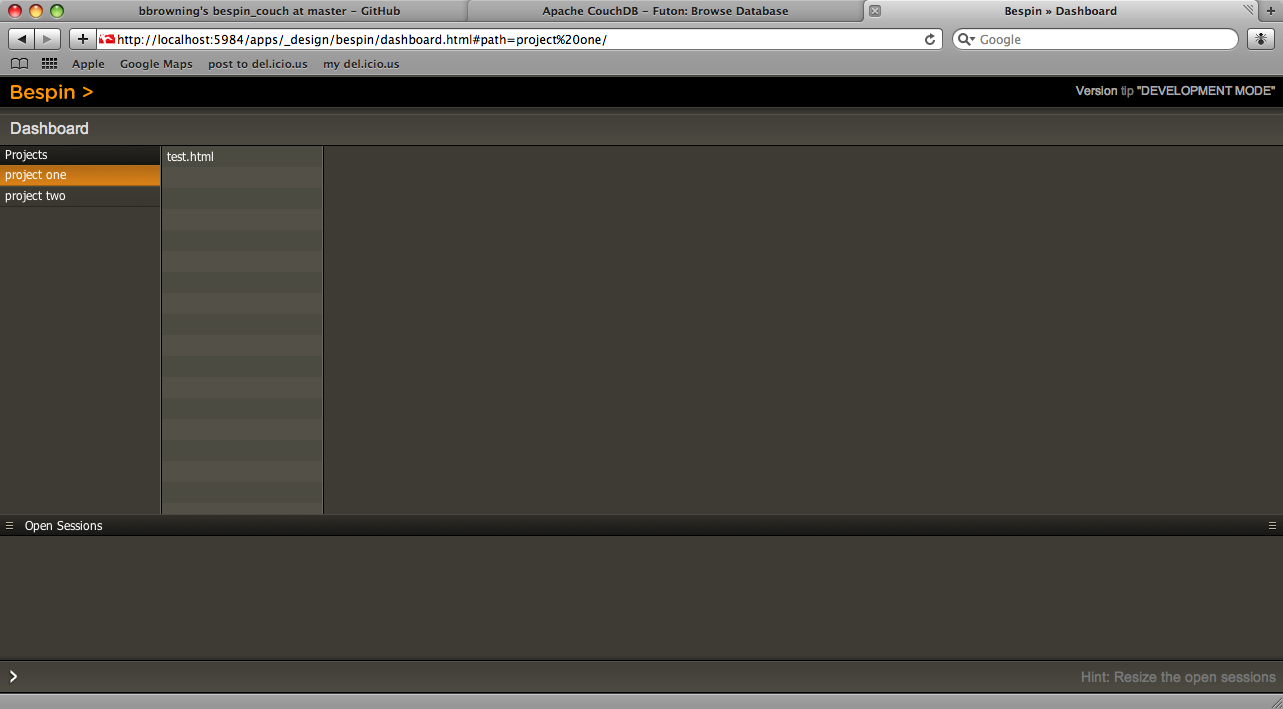 bbrowning's bespin_couch at master – GitHub
Apache CouchDB – Futon: Browse Database
Bespin » Dashboard
http://localhost:5984/apps/_design/bespin/dashboard.html#path=project%20one/
Google
Apple
Google Maps
post to del.icio.us
my del.icio.us
Bespin >
Version tip "DEVELOPMENT MODE"
Dashboard
Projects
test.html
project one
project two
Open Sessions
>
Hint: Resize the open sessions